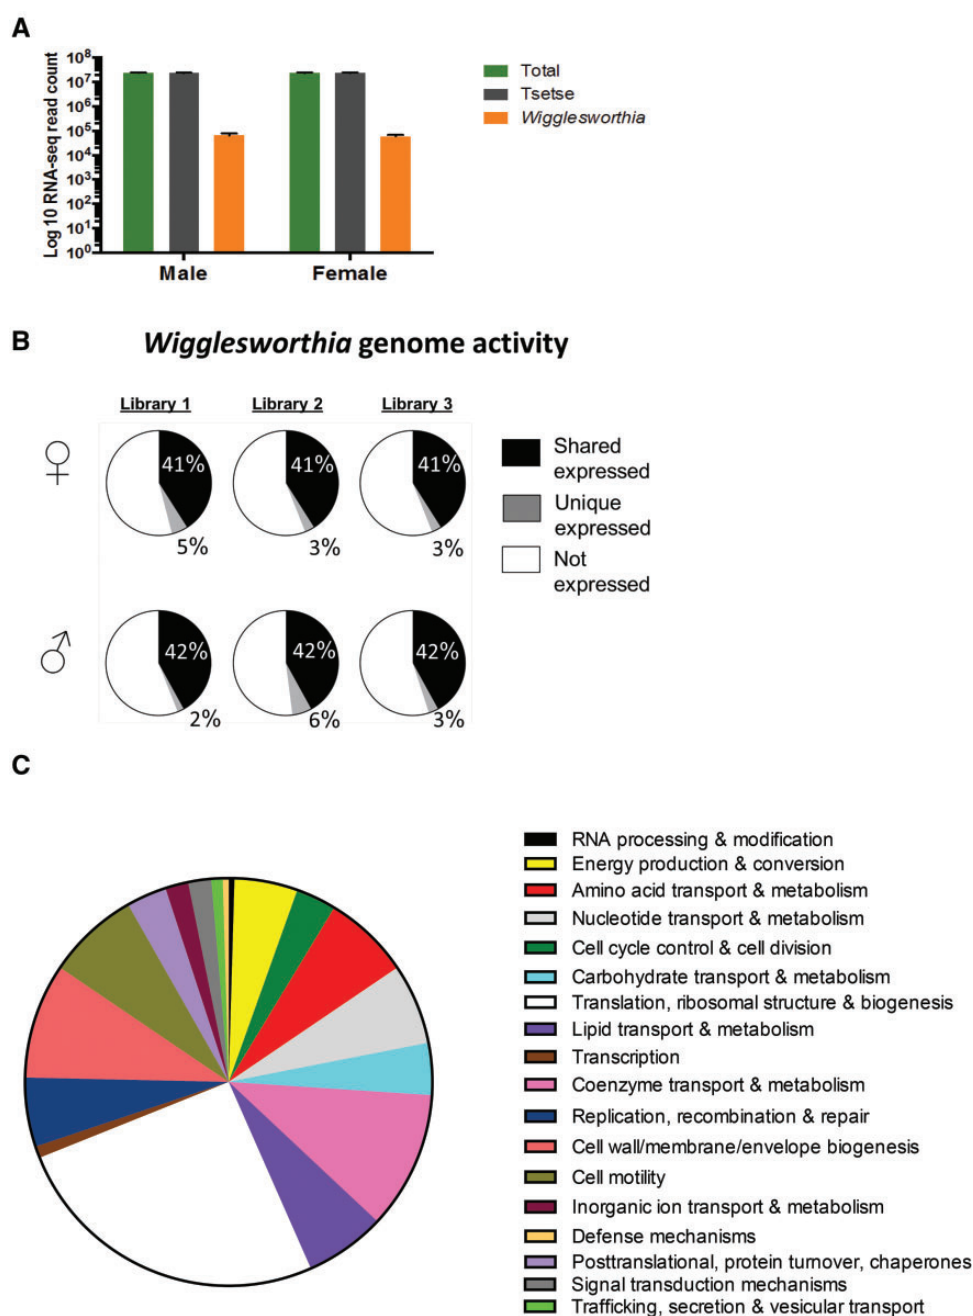 A
Log 10 RNA-seq read count
10⁸
10⁷
10⁶
10⁵
10⁴
10³
10²
10¹
10⁰
Male
Female
Total
Tsetse
Wigglesworthia
B
Wigglesworthia genome activity
Library 1
Library 2
Library 3
♀
41%
41%
41%
5%
3%
3%
Shared
expressed
Unique
expressed
Not
expressed
♂
42%
42%
42%
2%
6%
3%
C
RNA processing & modification
Energy production & conversion
Amino acid transport & metabolism
Nucleotide transport & metabolism
Cell cycle control & cell division
Carbohydrate transport & metabolism
Translation, ribosomal structure & biogenesis
Lipid transport & metabolism
Transcription
Coenzyme transport & metabolism
Replication, recombination & repair
Cell wall/membrane/envelope biogenesis
Cell motility
Inorganic ion transport & metabolism
Defense mechanisms
Posttranslational, protein turnover, chaperones
Signal transduction mechanisms
Trafficking, secretion & vesicular transport